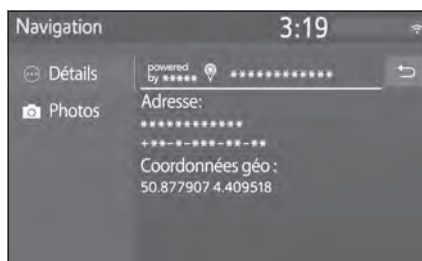 Navigation 3:19
Détails
Photos
powered
by ***** ************
Adresse:
************
+**-*-***-**-**
Coordonnées géo :
50.877907 4.409518